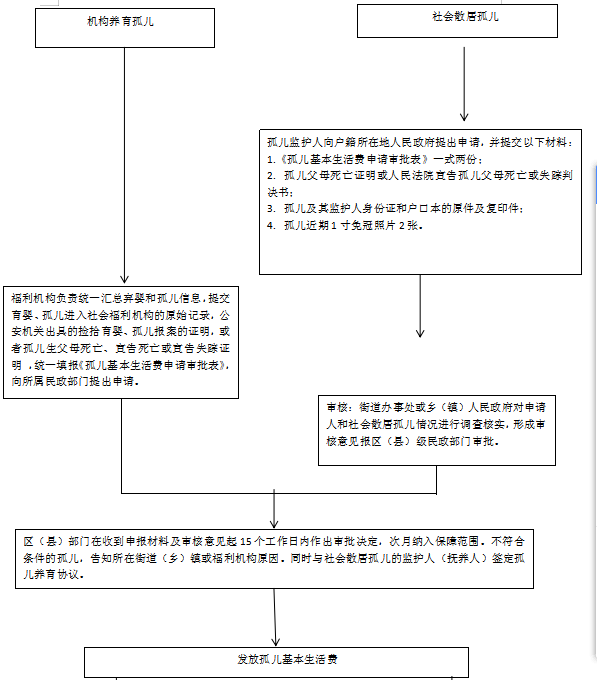 机构养育孤儿
社会散居孤儿
孤儿监护人向户籍所在地人民政府提出申请，并提交以下材料：
1.《孤儿基本生活费申请审批表》一式两份；
2. 孤儿父母死亡证明或人民法院宣告孤儿父母死亡或失踪判
决书；
3. 孤儿及其监护人身份证和户口本的原件及复印件；
4. 孤儿近期1寸免冠照片2张。
福利机构负责统一汇总弃婴和孤儿信息，提交
育婴、孤儿进入社会福利机构的原始记录，公
安机关出具的捡拾育婴、孤儿报案的证明，或
者孤儿生父母死亡、宣告死亡或宣告失踪证
明，统一填报《孤儿基本生活费申请审批表》，
向所属民政部门提出申请。
审核：街道办事处或乡（镇）人民政府对申请
人和社会散居孤儿情况进行调查核实，形成审
核意见报区（县）级民政部门审批。
区（县）部门在收到申报材料及审核意见起15个工作日内作出审批决定，次月纳入保障范围。不符合
条件的孤儿，告知所在街道（乡）镇或福利机构原因。同时与社会散居孤儿的监护人（抚养人）签定孤
儿养育协议。
发放孤儿基本生活费